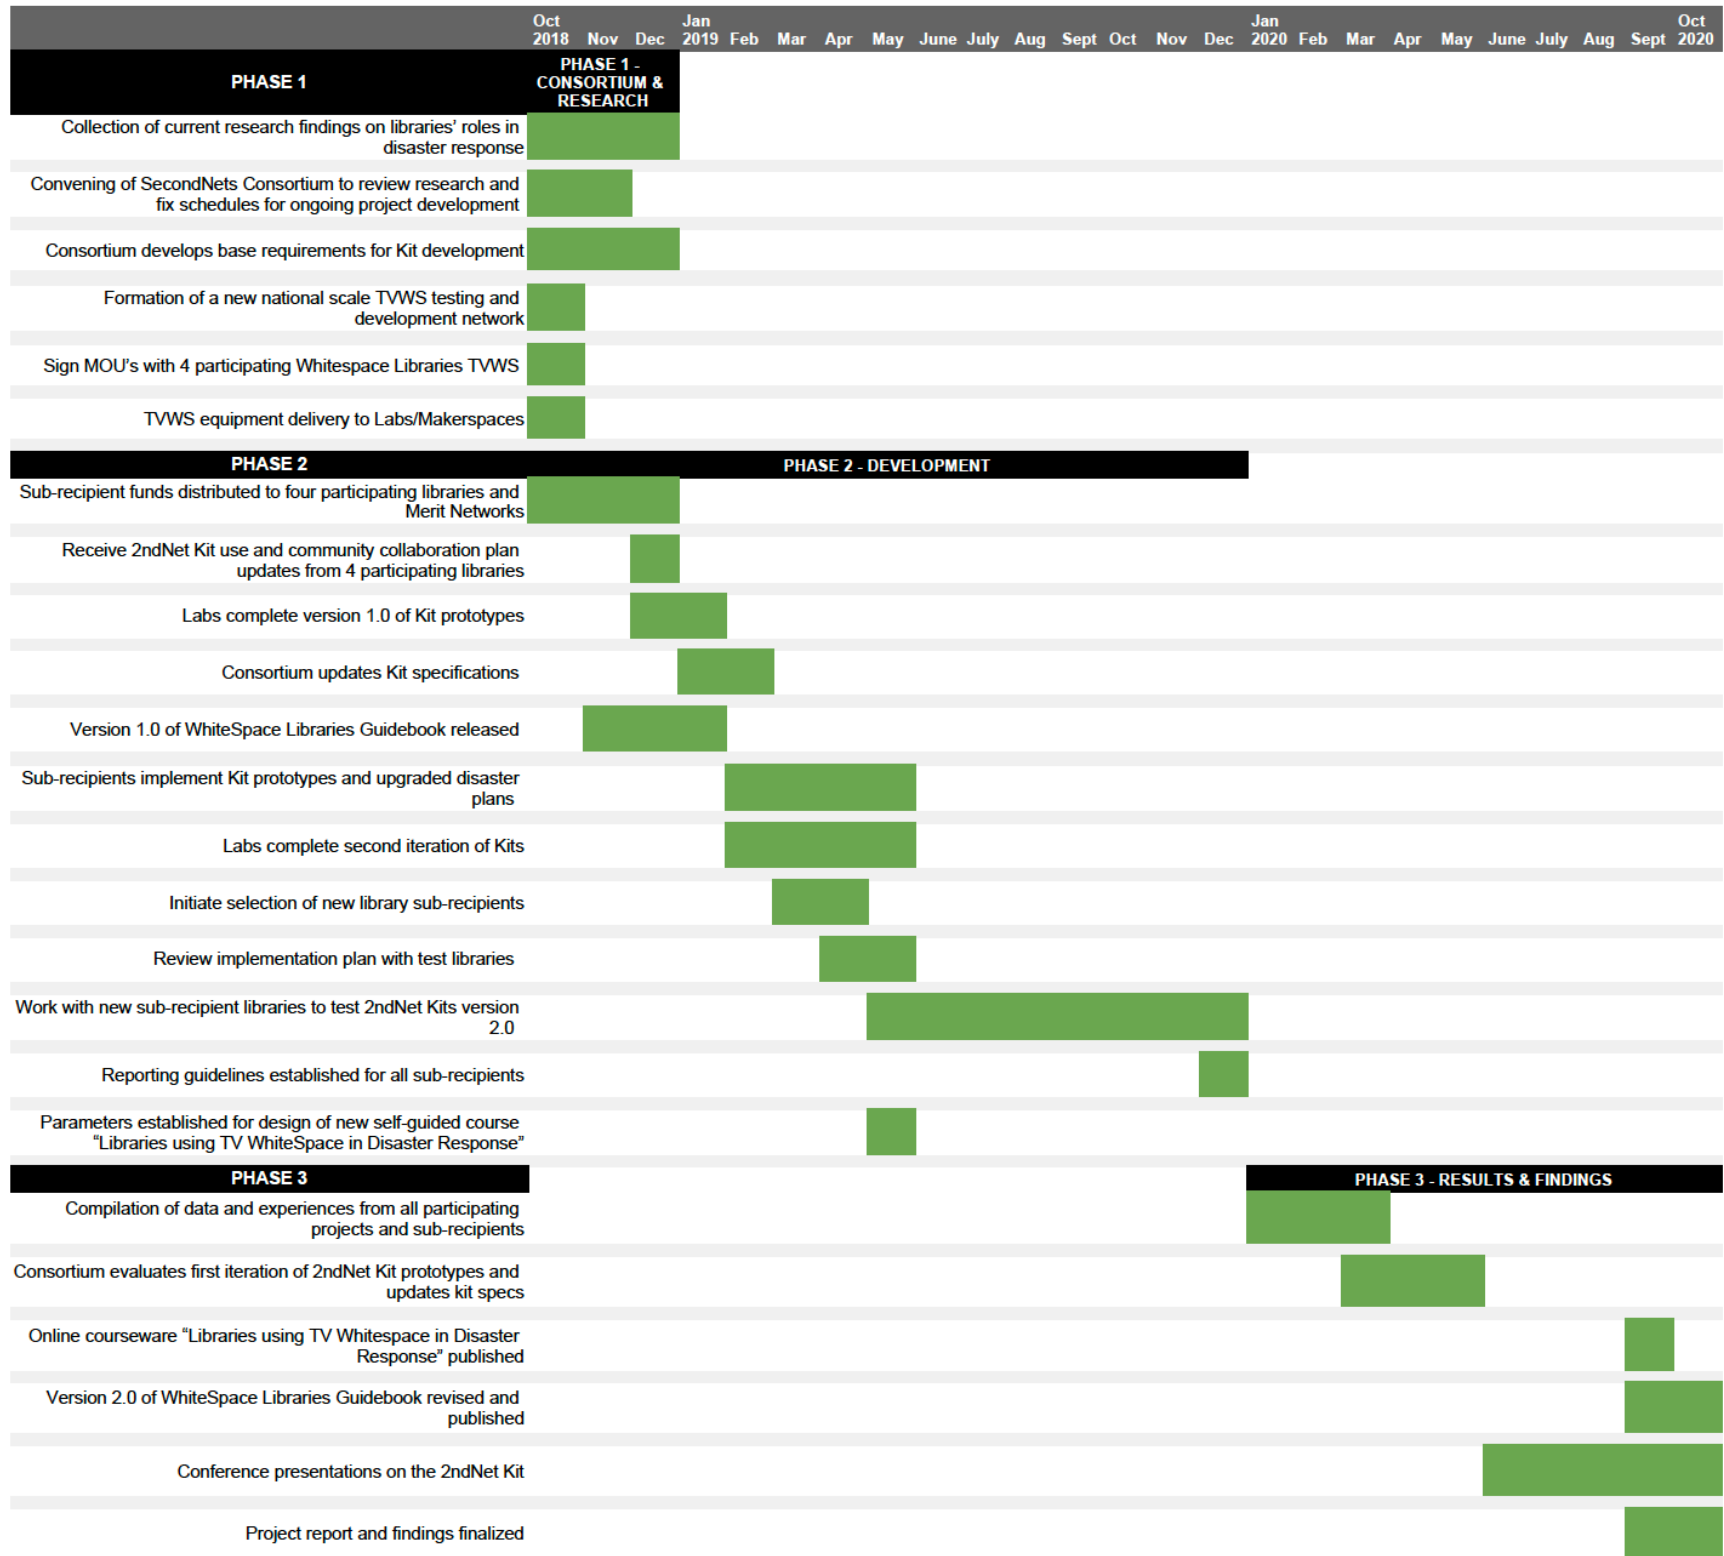 Oct Jan Jan Oct
2018 Nov Dec 2019 Feb Mar Apr May June July Aug Sept Oct Nov Dec 2020 Feb Mar Apr May June July Aug Sept 2020
PHASE 1
PHASE 1 -
CONSORTIUM &
RESEARCH
Collection of current research findings on libraries' roles in
disaster response
Convening of SecondNets Consortium to review research and
fix schedules for ongoing project development
Consortium develops base requirements for Kit development
Formation of a new national scale TVWS testing and
development network
Sign MOU's with 4 participating Whitespace Libraries TVWS
TVWS equipment delivery to Labs/Makerspaces
PHASE 2
PHASE 2 - DEVELOPMENT
Sub-recipient funds distributed to four participating libraries and
Merit Networks
Receive 2ndNet Kit use and community collaboration plan
updates from 4 participating libraries
Labs complete version 1.0 of Kit prototypes
Consortium updates Kit specifications
Version 1.0 of WhiteSpace Libraries Guidebook released
Sub-recipients implement Kit prototypes and upgraded disaster
plans
Labs complete second iteration of Kits
Initiate selection of new library sub-recipients
Review implementation plan with test libraries
Work with new sub-recipient libraries to test 2ndNet Kits version
2.0
Reporting guidelines established for all sub-recipients
Parameters established for design of new self-guided course
“Libraries using TV WhiteSpace in Disaster Response”
PHASE 3
PHASE 3 - RESULTS & FINDINGS
Compilation of data and experiences from all participating
projects and sub-recipients
Consortium evaluates first iteration of 2ndNet Kit prototypes and
updates kit specs
Online courseware “Libraries using TV Whitespace in Disaster
Response” published
Version 2.0 of WhiteSpace Libraries Guidebook revised and
published
Conference presentations on the 2ndNet Kit
Project report and findings finalized